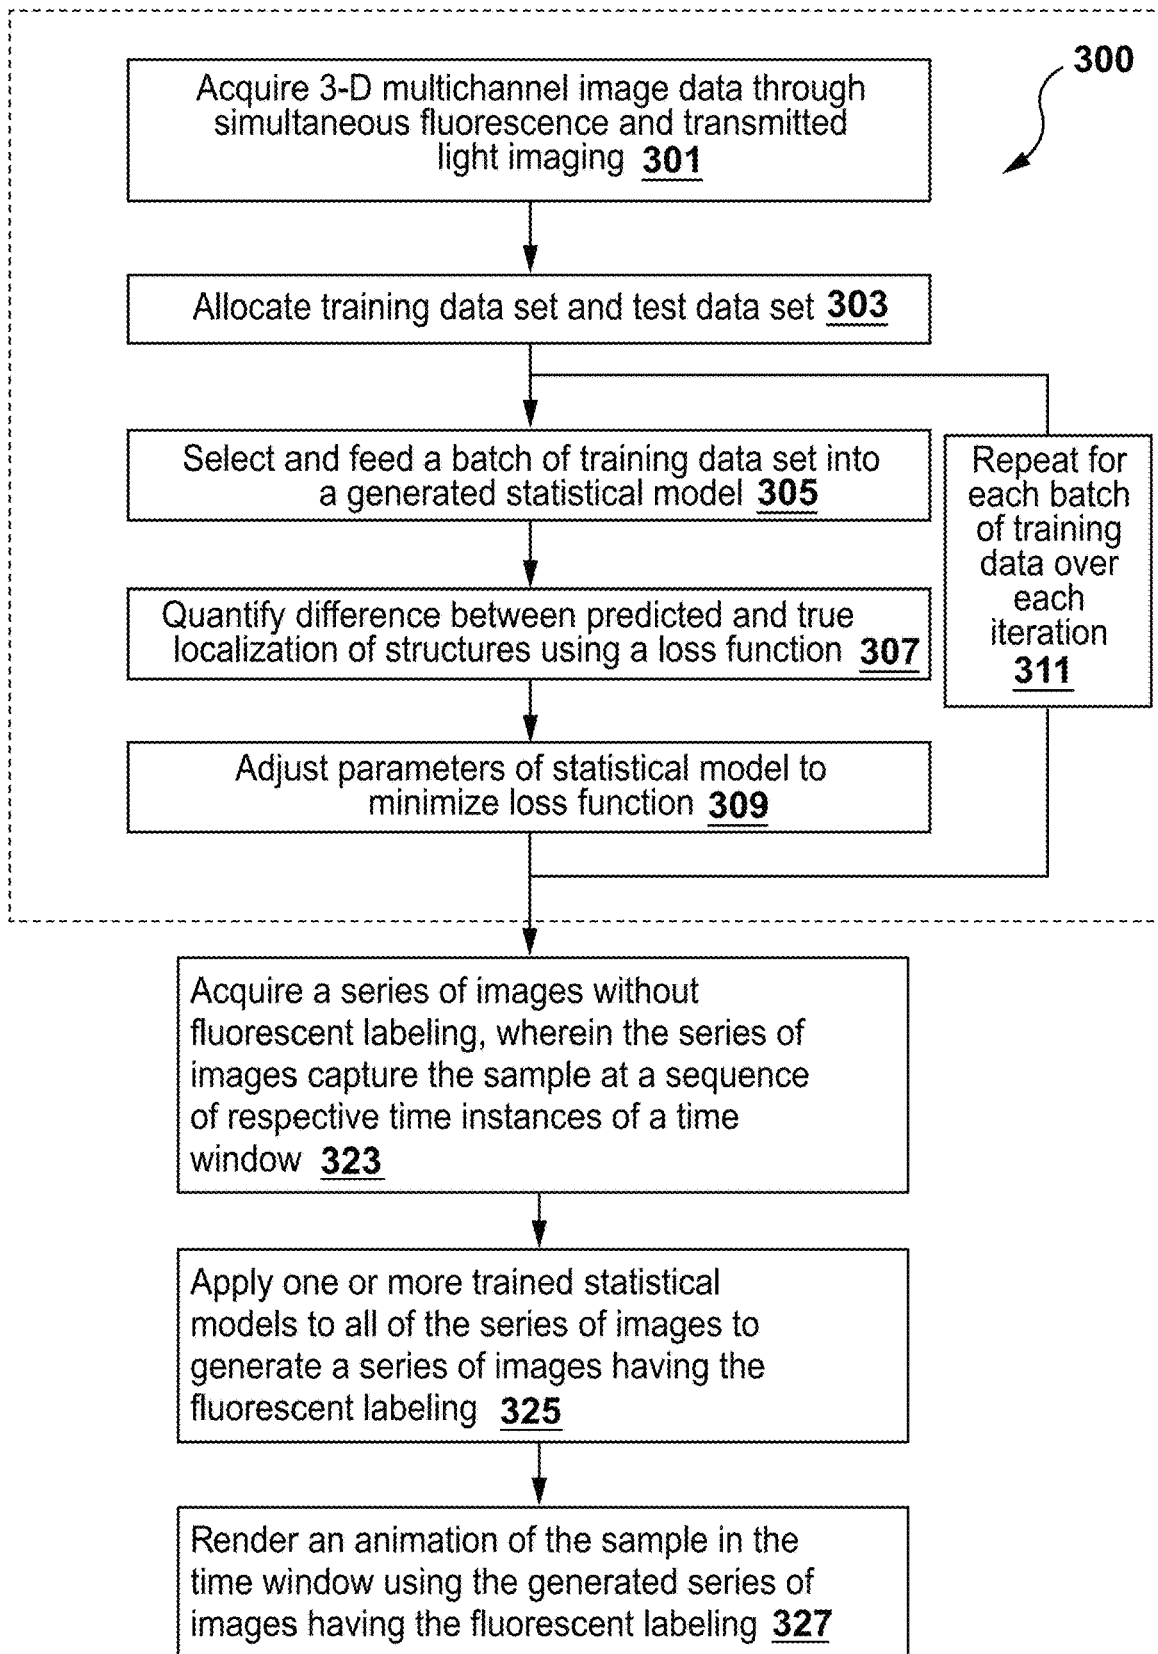 300
Acquire 3-D multichannel image data through
simultaneous fluorescence and transmitted
light imaging 301
Allocate training data set and test data set 303
Select and feed a batch of training data set into
a generated statistical model 305
Quantify difference between predicted and true
localization of structures using a loss function 307
Adjust parameters of statistical model to
minimize loss function 309
Repeat for
each batch
of training
data over
each
iteration
311
Acquire a series of images without
fluorescent labeling, wherein the series of
images capture the sample at a sequence
of respective time instances of a time
window 323
Apply one or more trained statistical
models to all of the series of images to
generate a series of images having the
fluorescent labeling 325
Render an animation of the sample in the
time window using the generated series of
images having the fluorescent labeling 327